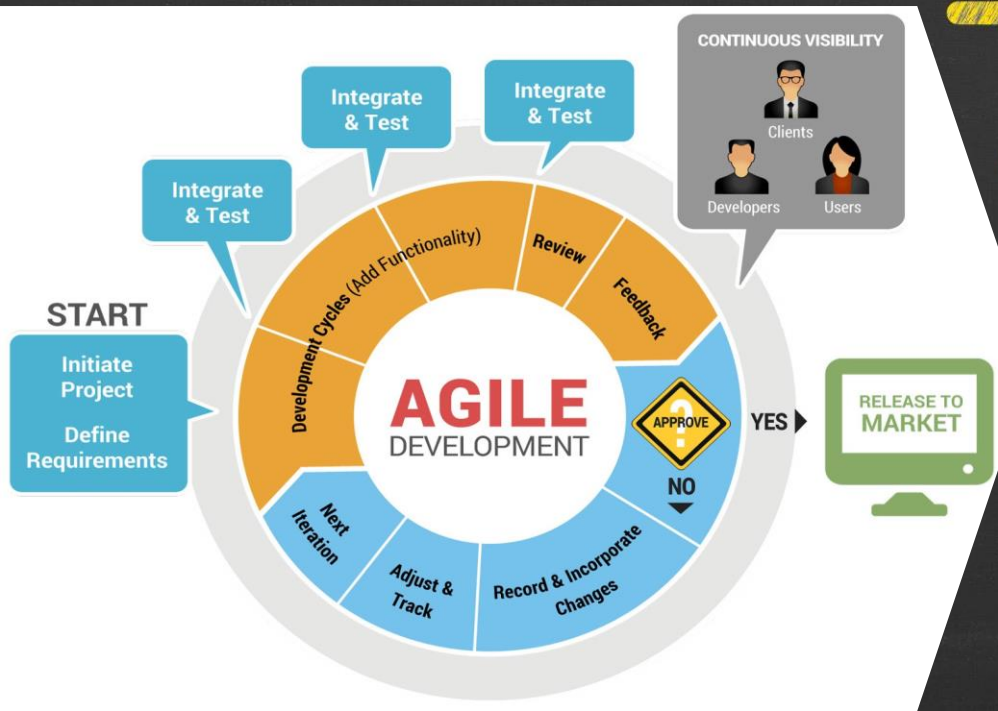 CONTINUOUS VISIBILITY
Clients
Developers
Users
Integrate
& Test
Integrate
& Test
Integrate
& Test
START
Initiate
Project
Define
Requirements
Development Cycles (Add Functionality)
Review
Feedback
AGILE
DEVELOPMENT
?
APPROVE
YES
NO
RELEASE TO
MARKET
Record & Incorporate
Changes
Adjust &
Track
Next
Iteration